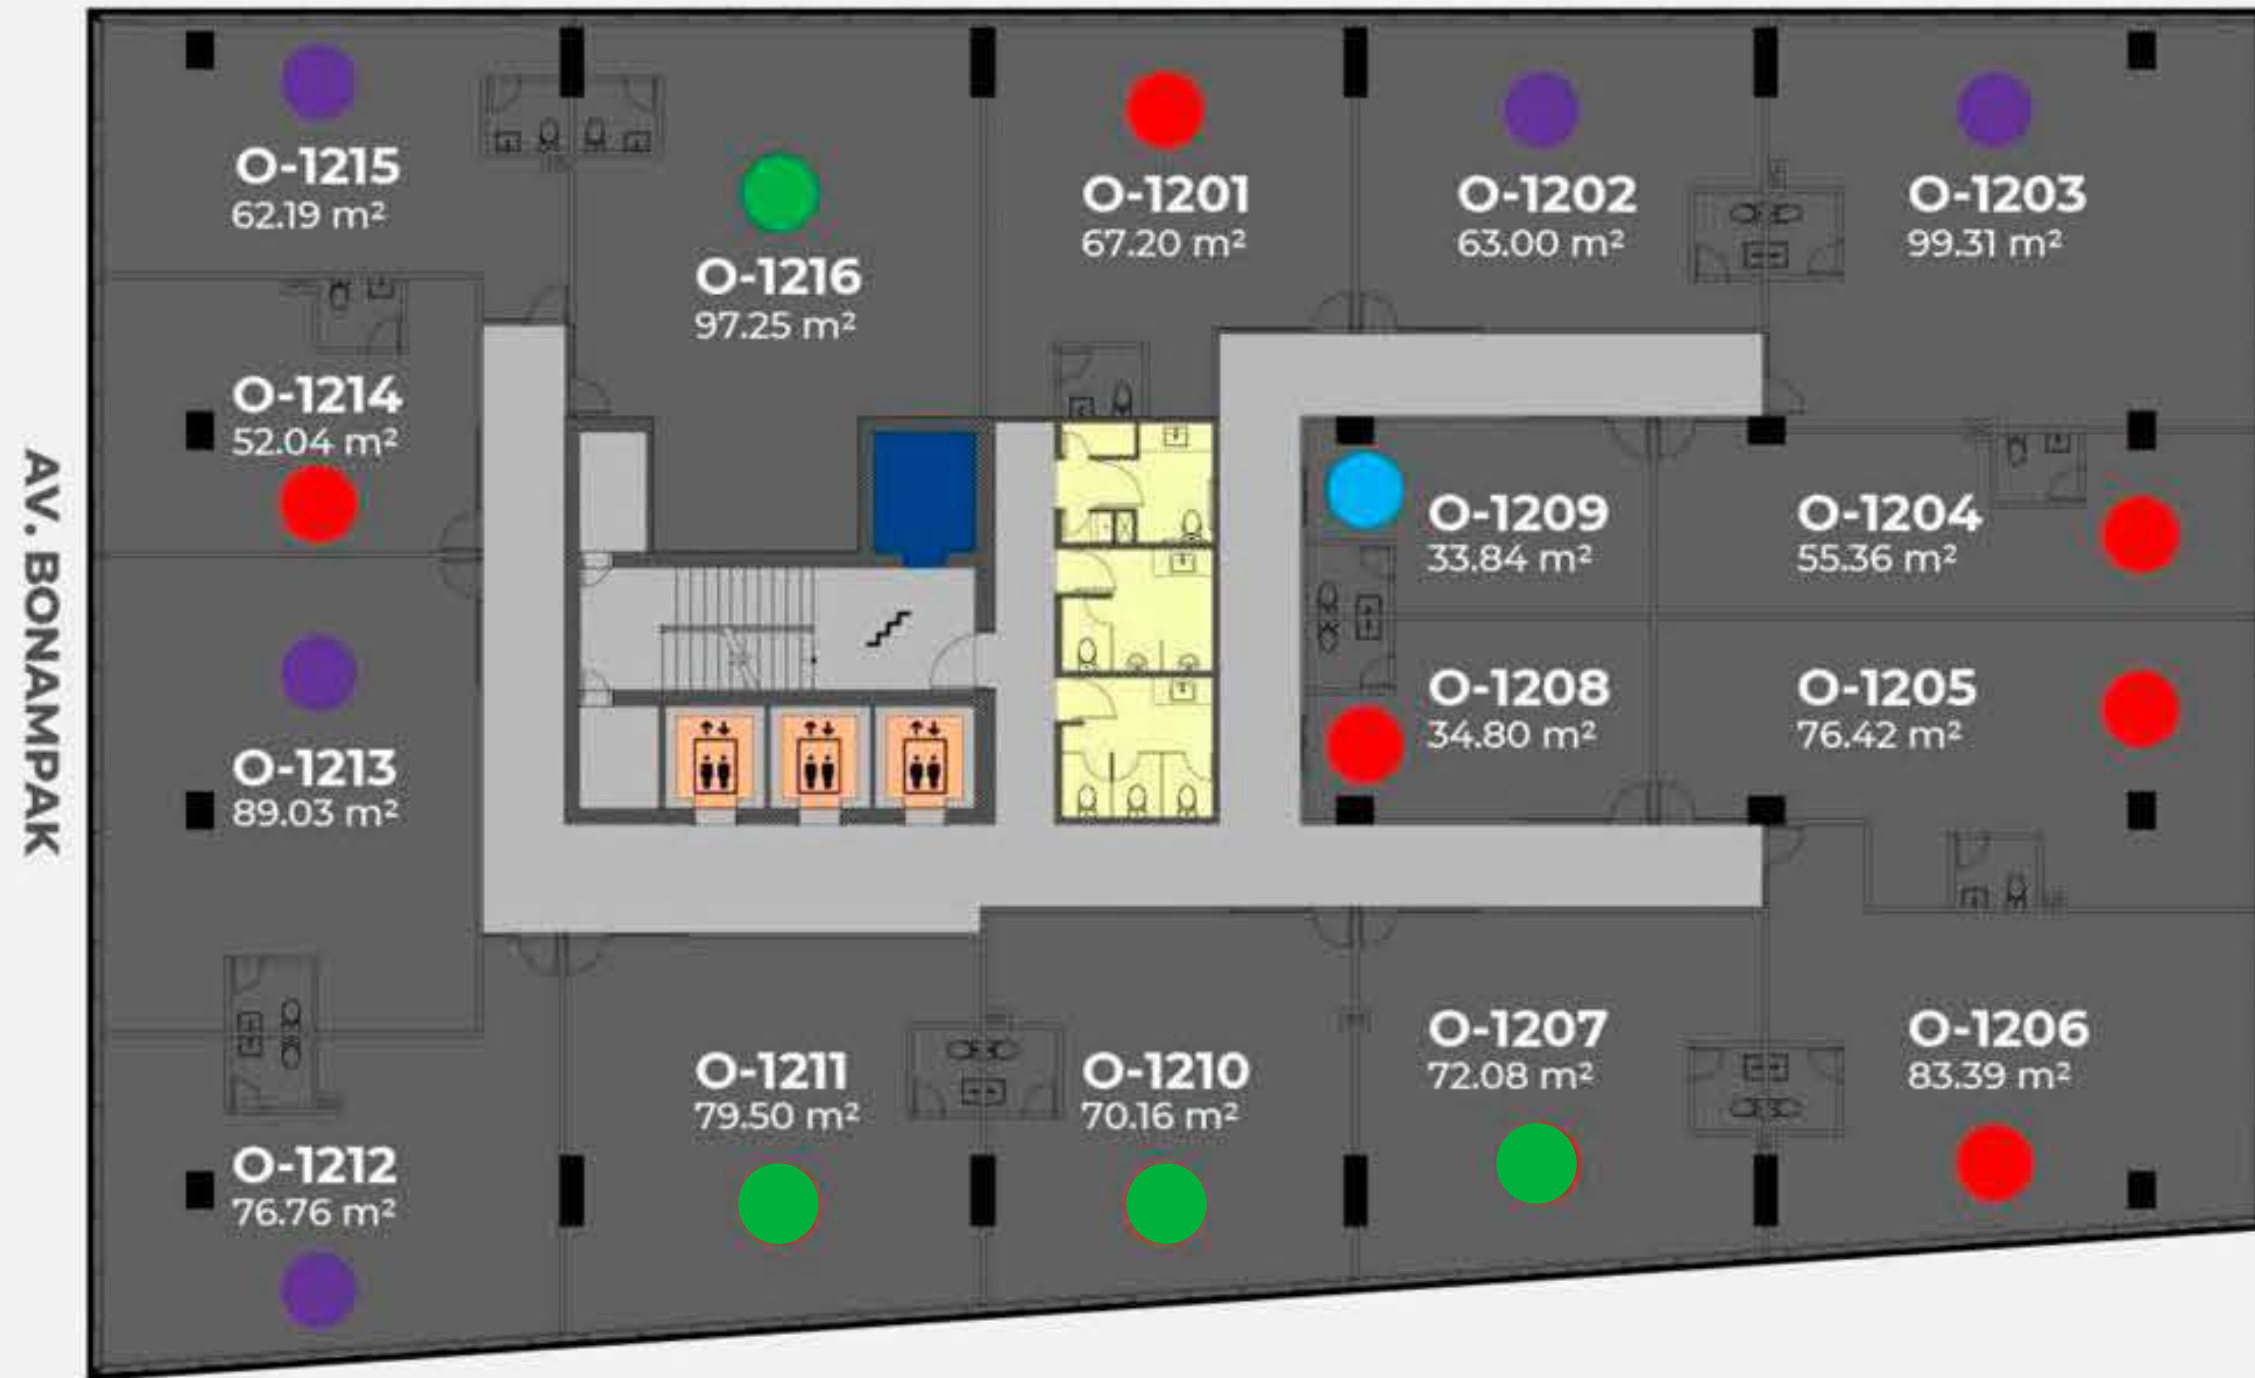 O-1215
62.19 m²
O-1216
97.25 m²
O-1201
67.20 m²
O-1202
63.00 m²
O-1203
99.31 m²
O-1214
52.04 m²
O-1209
33.84 m²
O-1204
55.36 m²
AV. BONAMPAK
O-1213
89.03 m²
O-1208
34.80 m²
O-1205
76.42 m²
O-1212
76.76 m²
O-1211
79.50 m²
O-1210
70.16 m²
O-1207
72.08 m²
O-1206
83.39 m²